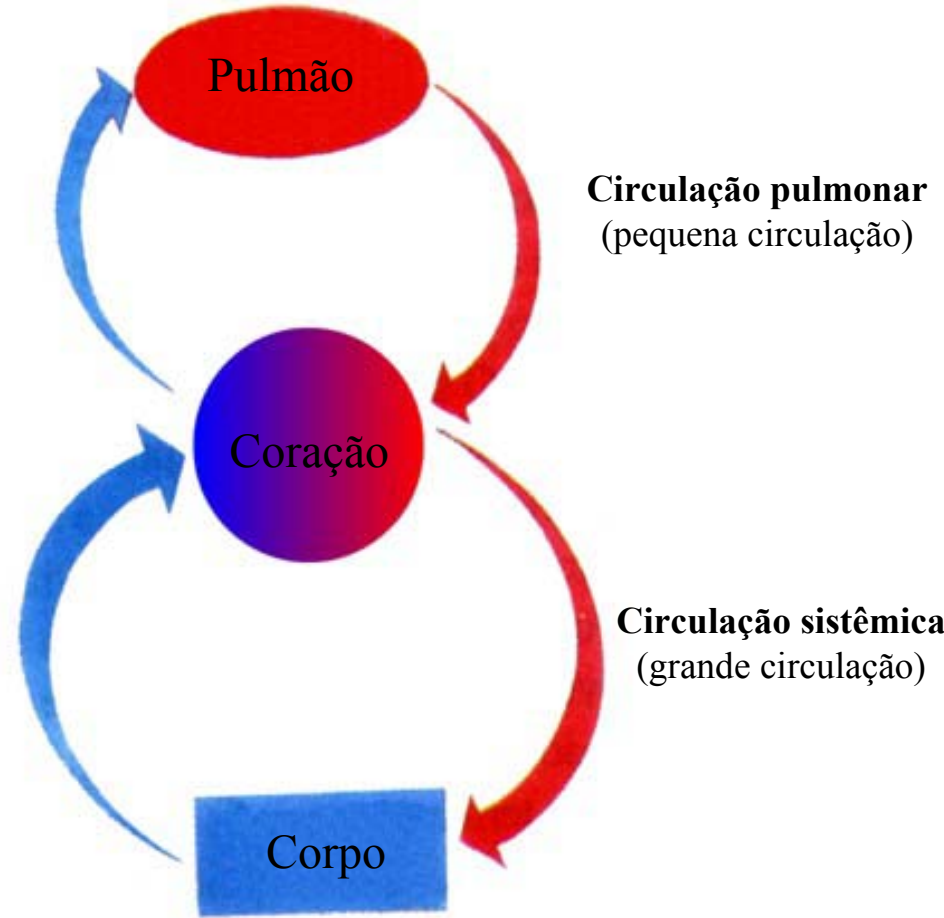 Pulmão
Circulação pulmonar
(pequena circulação)
Coração
Circulação sistêmica
(grande circulação)
Corpo